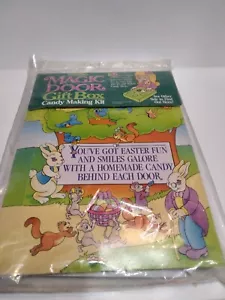 MAGIC
DOOR
Gift Box
Candy Making Kit
YOU'VE GOT EASTER FUN
AND SMILES GALORE
WITH A HOMEMADE CANDY
BEHIND EACH DOOR